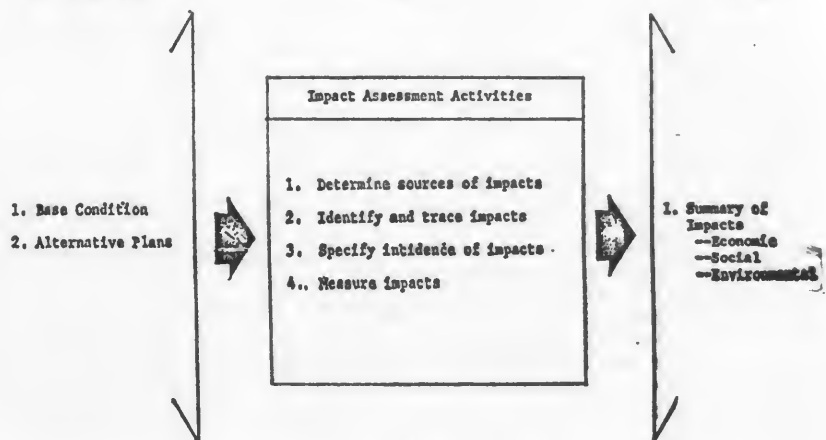 1. Base Condition
2. Alternative Plans
Impact Assessment Activities
1. Determine sources of impacts
2. Identify and trace impacts
3. Specify incidence of impacts
4.. Measure impacts
1. Summary of
Impacts
--Economic
--Social
--Environmental